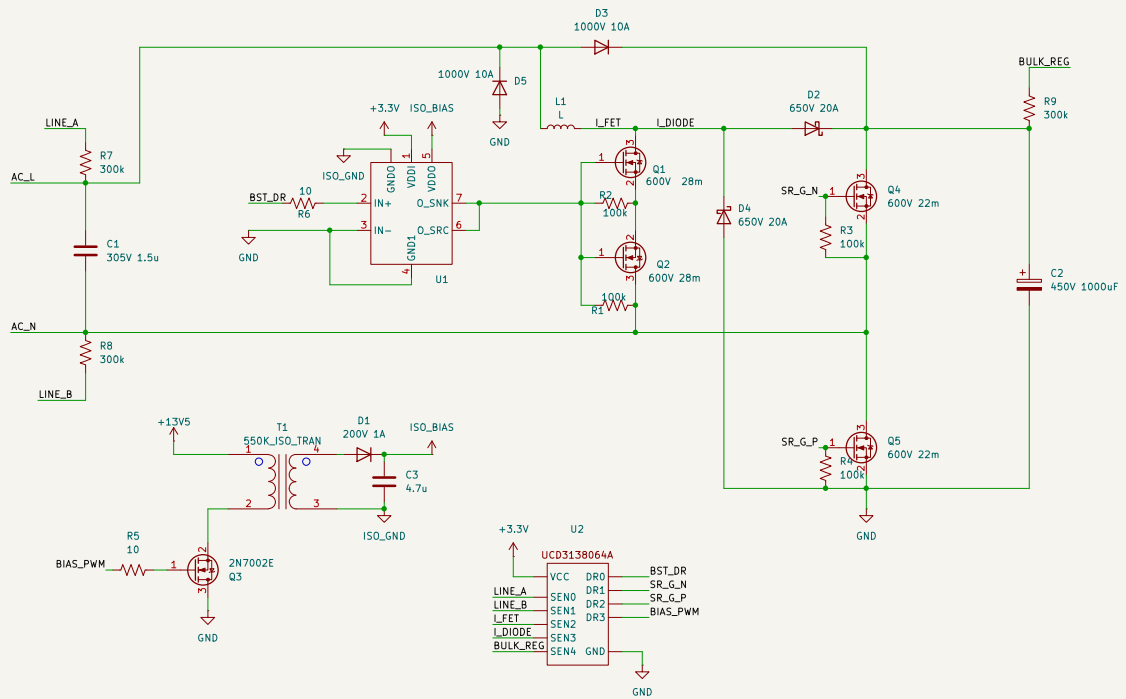 D3
1000V 10A
1000V 10A
D5
GND
BULK_REG
R9
300k
D2
650V 20A
L1
L
I_FET
I_DIODE
LINE_A
R7
300k
AC_L
+3.3V
ISO_BIAS
ISO_GND
GNDO
VDDI
VDDO
1
5
BST_DR
10
R6
2
IN+
O_SNK
7
3
IN-
O_SRC
6
GND1
4
U1
GND
3
1
2
Q1
600V 28m
R2
100k
2
1
3
Q2
600V 28m
100k
R1
D4
650V 20A
SR_G_N
1
3
2
Q4
600V 22m
R3
100k
C1
305V 1.5u
+
C2
450V 1000uF
AC_N
R8
300k
LINE_B
+13V5
T1
550K_ISO_TRAN
1
4
2
3
D1
200V 1A
ISO_BIAS
C3
4.7u
ISO_GND
SR_G_P
1
3
2
Q5
600V 22m
R4
100k
GND
R5
10
BIAS_PWM
1
2
3
2N7002E
Q3
GND
+3.3V
U2
UCD3138064A
VCC
DR0
BST_DR
DR1
SR_G_N
LINE_A
SEN0
DR2
SR_G_P
LINE_B
SEN1
DR3
BIAS_PWM
I_FET
SEN2
I_DIODE
SEN3
BULK_REG
SEN4
GND
GND